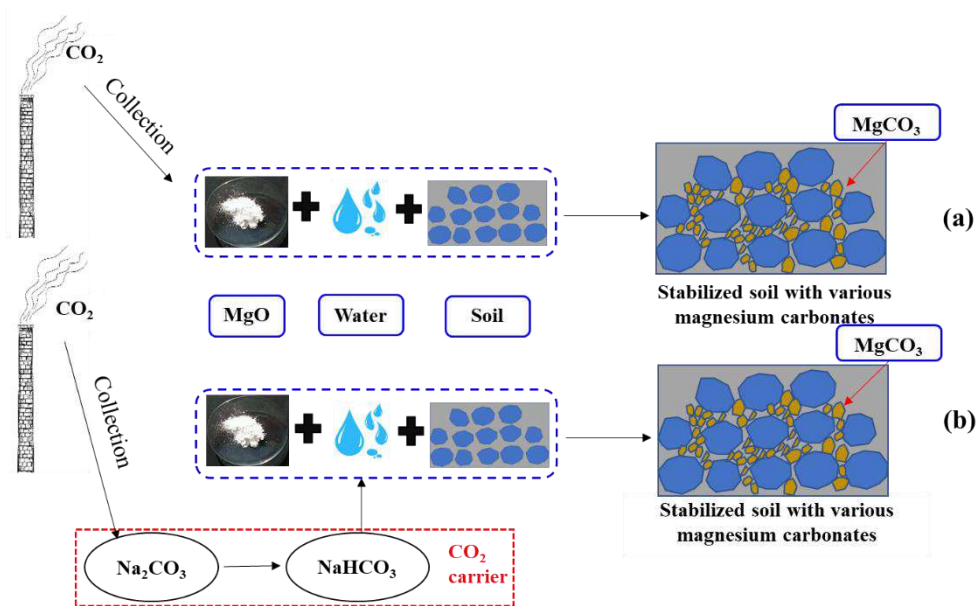 CO₂
Collection
MgCO₃
(a)
Stabilized soil with various
magnesium carbonates
MgO
Water
Soil
CO₂
Collection
MgCO₃
(b)
Stabilized soil with various
magnesium carbonates
Na₂CO₃
NaHCO₃
CO₂
carrier